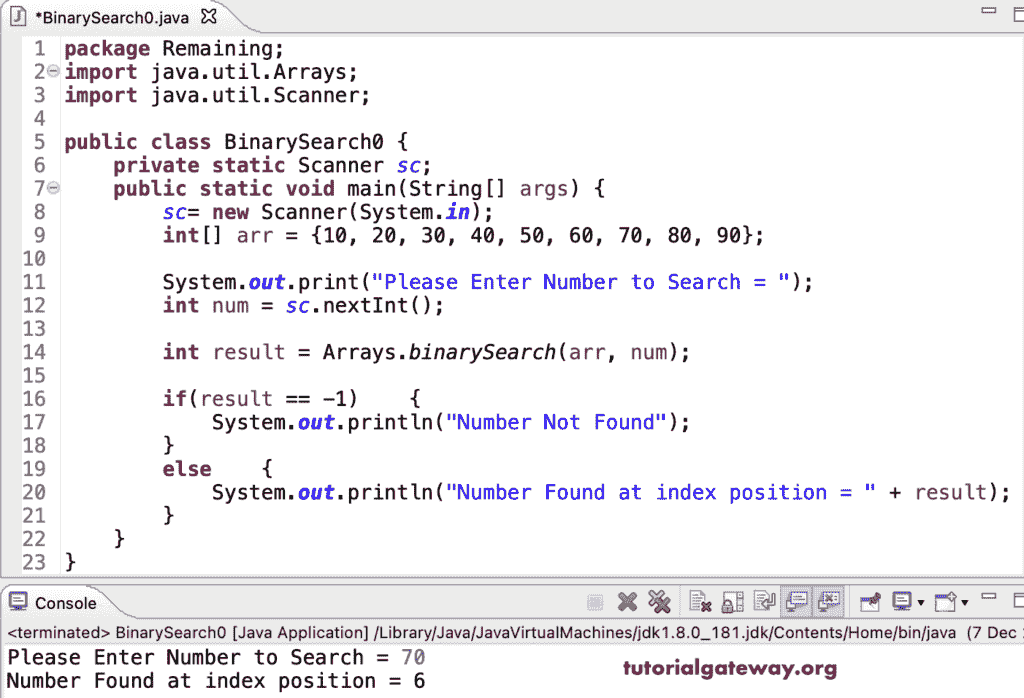 *BinarySearch0.java
1 package Remaining;
2 import java.util.Arrays;
3 import java.util.Scanner;
4
5 public class BinarySearch0 {
6     private static Scanner sc;
7     public static void main(String[] args) {
8         sc= new Scanner(System.in);
9         int[] arr = {10, 20, 30, 40, 50, 60, 70, 80, 90};
10
11         System.out.print("Please Enter Number to Search = ");
12         int num = sc.nextInt();
13
14         int result = Arrays.binarySearch(arr, num);
15
16         if(result == -1)    {
17             System.out.println("Number Not Found");
18         }
19         else    {
20             System.out.println("Number Found at index position = " + result);
21         }
22     }
23 }
Console
<terminated> BinarySearch0 [Java Application] /Library/Java/JavaVirtualMachines/jdk1.8.0_181.jdk/Contents/Home/bin/java (7 Dec
Please Enter Number to Search = 70
Number Found at index position = 6
tutorialgateway.org